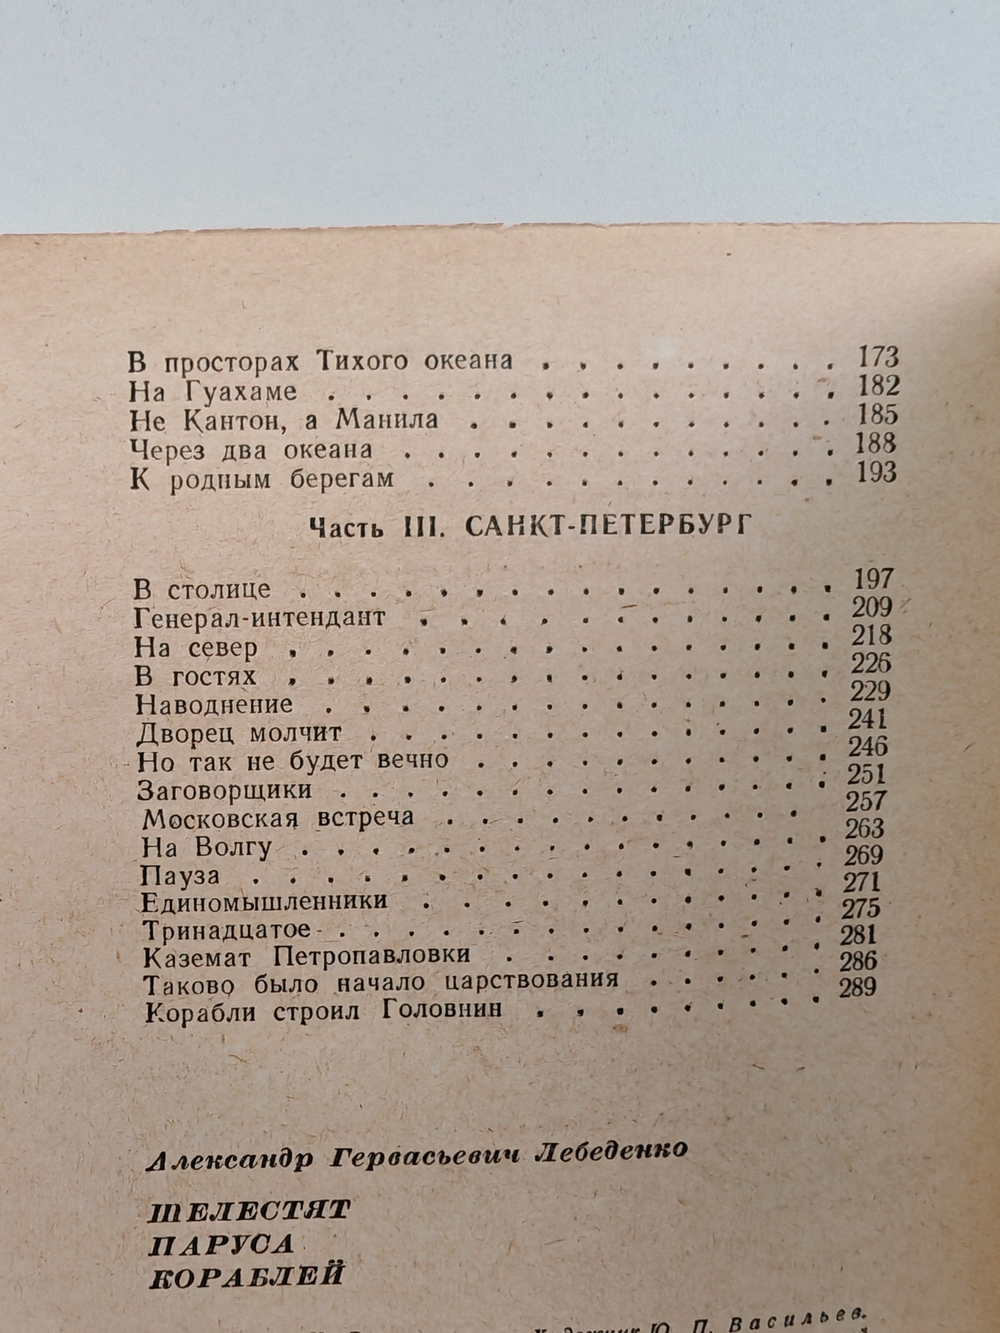 В просторах Тихого океана . . . . . . . . . 173
На Гуахаме . . . . . . . . . . . . . . . 182
Не Кантон, а Манила . . . . . . . . . . 185
Через два океана . . . . . . . . . . . . 188
К родным берегам . . . . . . . . . . . . 193
Часть III. САНКТ-ПЕТЕРБУРГ
В столице . . . . . . . . . . . . . . . 197
Генерал-интендант . . . . . . . . . . . 209
На север . . . . . . . . . . . . . . . 218
В гостях . . . . . . . . . . . . . . . 226
Наводнение . . . . . . . . . . . . . . 229
Дворец молчит . . . . . . . . . . . . . 241
Но так не будет вечно . . . . . . . . . . 246
Заговорщики . . . . . . . . . . . . . . 251
Московская встреча . . . . . . . . . . 257
На Волгу . . . . . . . . . . . . . . . 263
Пауза . . . . . . . . . . . . . . . . 269
Единомышленники . . . . . . . . . . . 271
Тринадцатое . . . . . . . . . . . . . . 275
Каземат Петропавловки . . . . . . . . . 281
Таково было начало царствования . . . . . 286
Корабли строил Головнин . . . . . . . . 289
Александр Гервасьевич Лебеденко
ШЕЛЕСТЯТ
ПАРУСА
КОРАБЛЕЙ
Ю. П. Васильев.